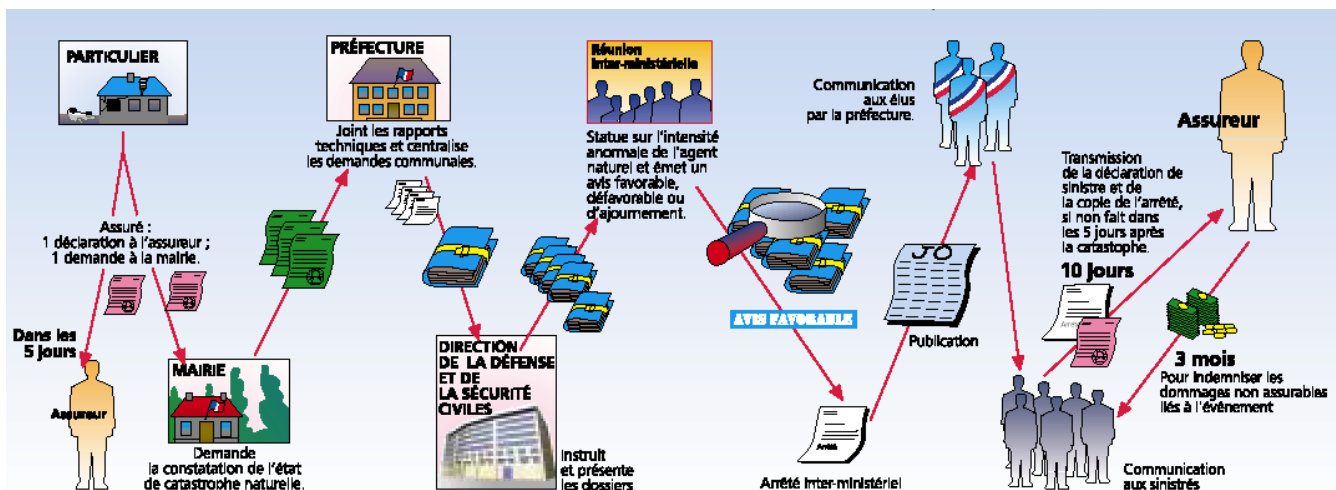 PARTICULIER
Assuré :
1 déclaration à l'assureur ;
1 demande à la mairie.
Dans les
5 jours
Assureur
MAIRIE
Demande
la constatation de l'état
de catastrophe naturelle.
PRÉFECTURE
Joint les rapports
techniques et centralise
les demandes communales.
DIRECTION
DE LA DÉFENSE
ET DE
LA SÉCURITÉ
CIVILES
Instruit
et présente
les dossiers
Réunion
inter-ministérielle
Statue sur l'intensité
anormale de l'agent
naturel et émet un
avis favorable,
défavorable ou
d'ajournement.
AVIS FAVORABLE
Arrêté
Arrêté inter-ministériel
JO
Publication
Communication
aux élus
par la préfecture.
Assureur
Transmission
de la déclaration de
sinistre et de
la copie de l'arrêté,
si non fait dans
les 5 jours après
la catastrophe.
10 jours
3 mois
Pour indemniser les
dommages non assurables
liés à l'événement
Communication
aux sinistrés